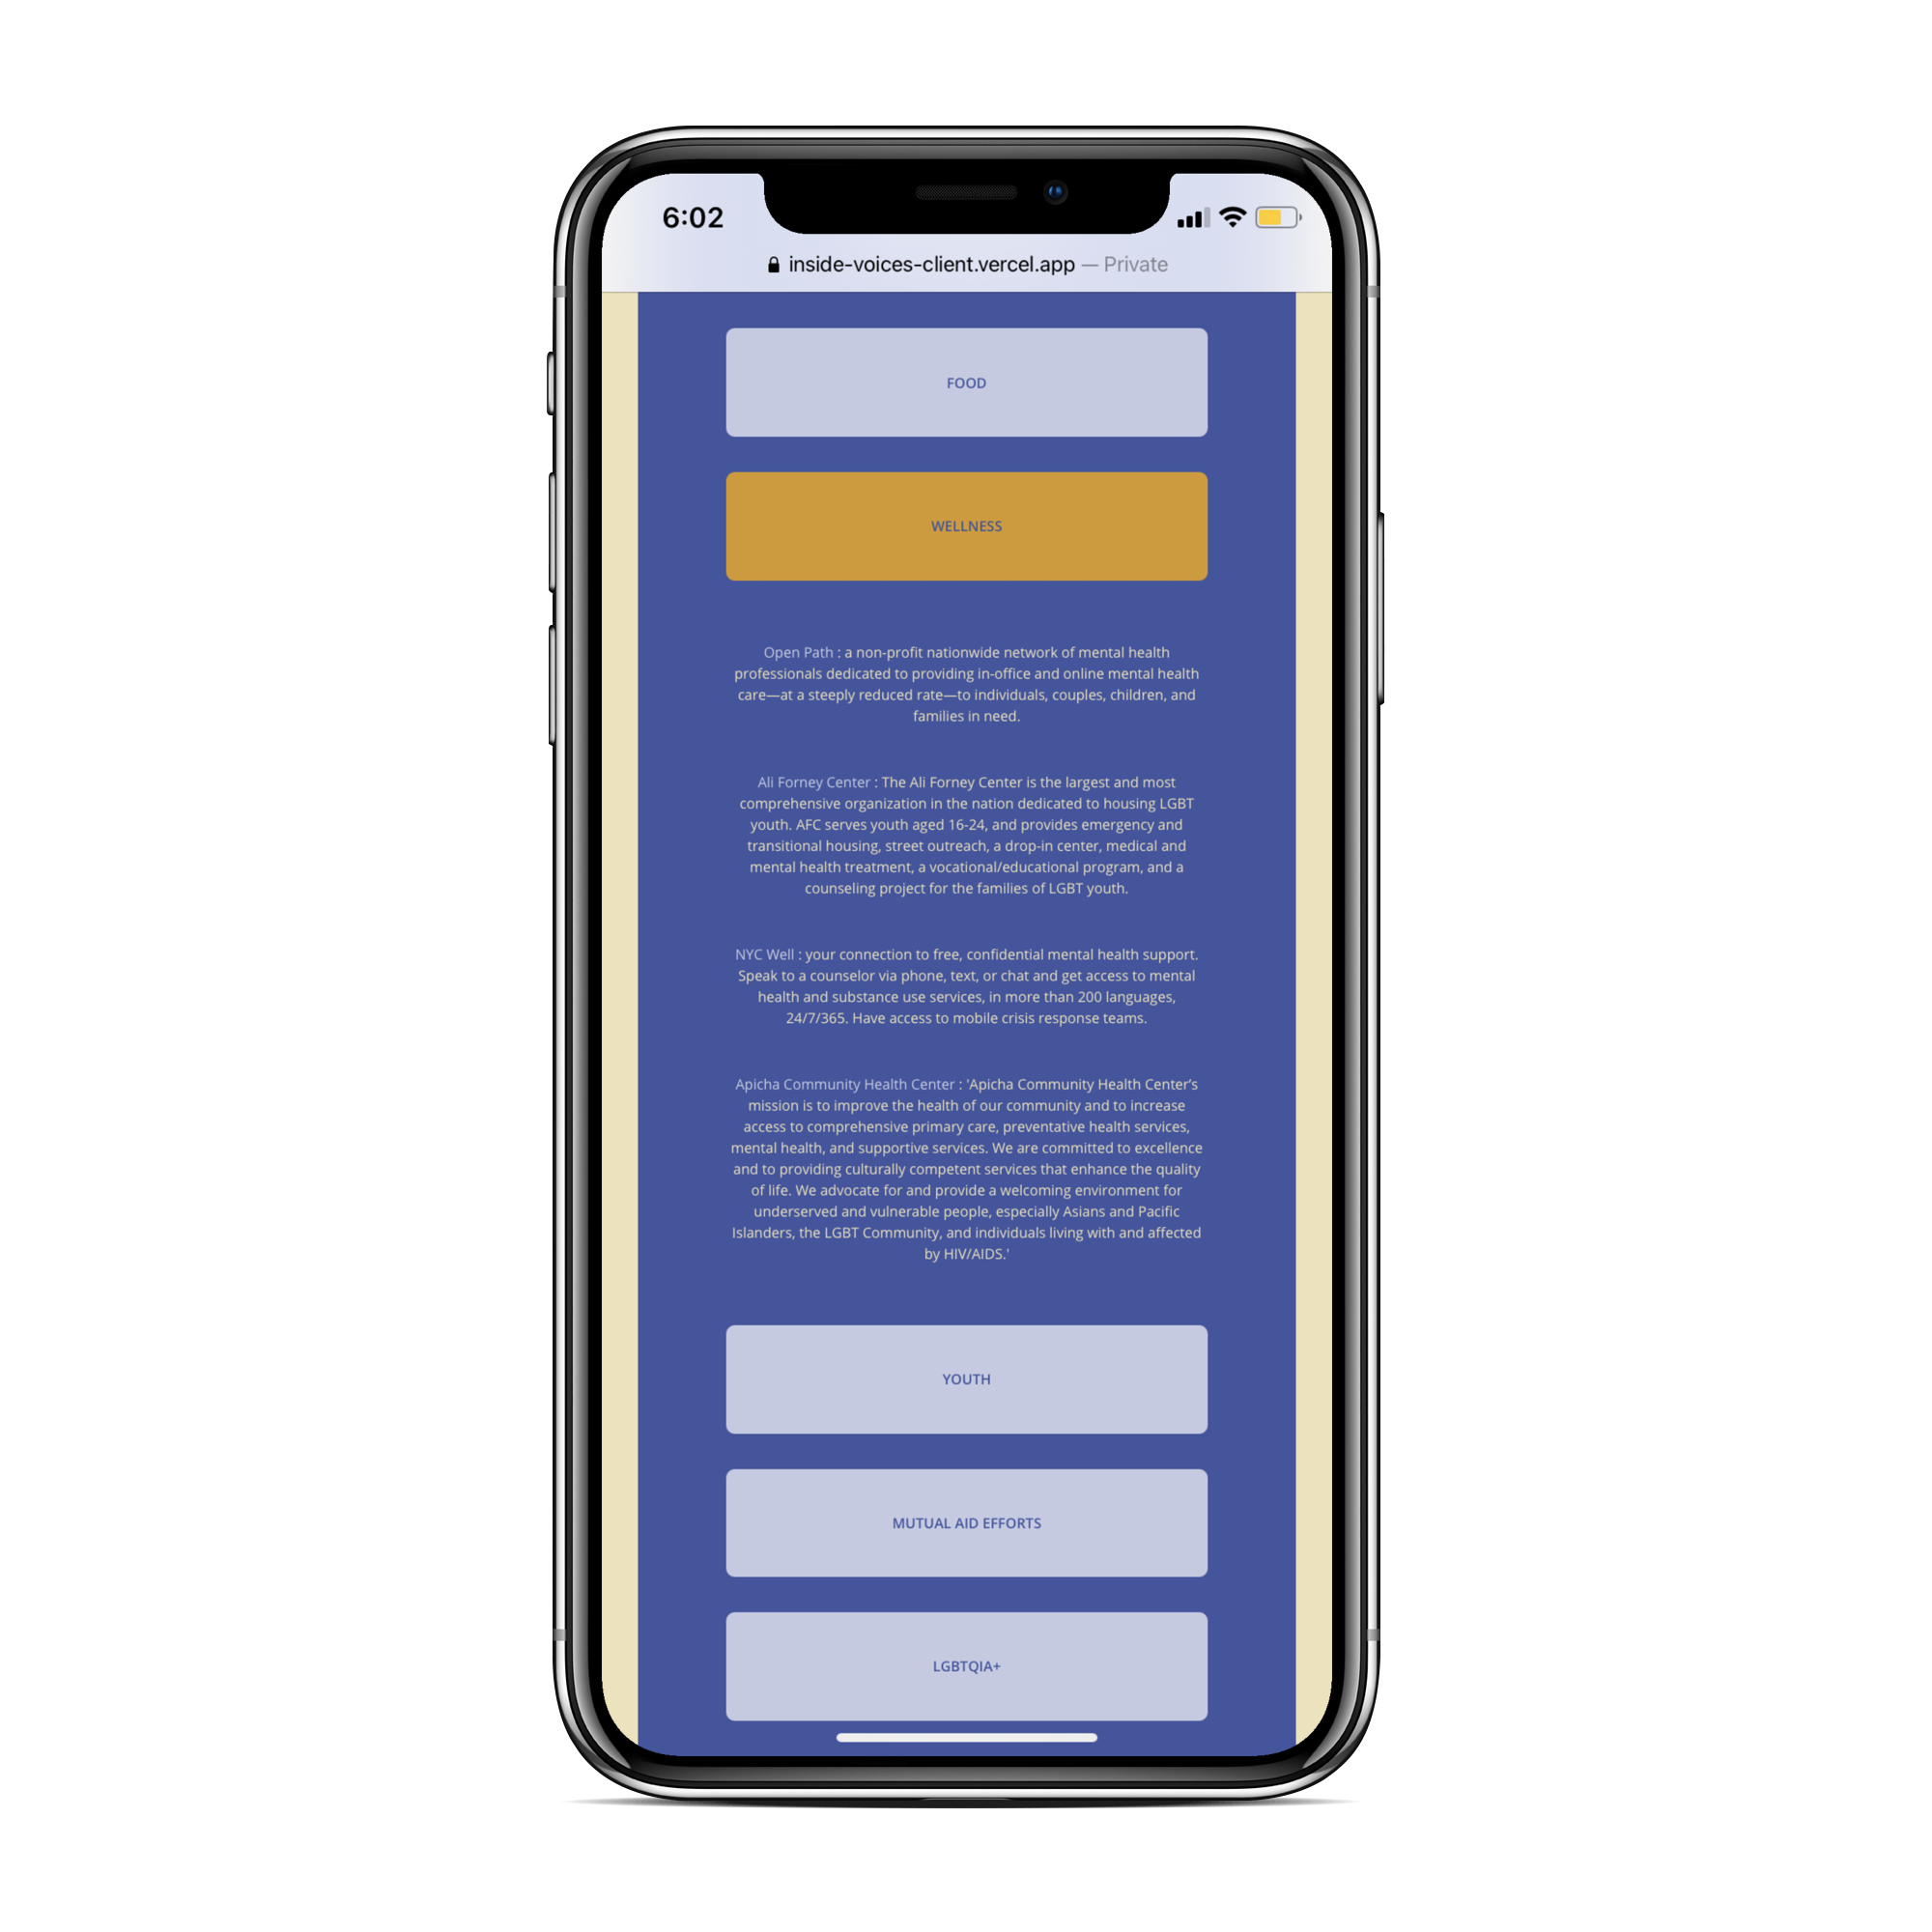 6:02
inside-voices-client.vercel.app — Private
FOOD
WELLNESS
Open Path : a non-profit nationwide network of mental health
professionals dedicated to providing in-office and online mental health
care—at a steeply reduced rate—to individuals, couples, children, and
families in need.
Ali Forney Center : The Ali Forney Center is the largest and most
comprehensive organization in the nation dedicated to housing LGBT
youth. AFC serves youth aged 16-24, and provides emergency and
transitional housing, street outreach, a drop-in center, medical and
mental health treatment, a vocational/educational program, and a
counseling project for the families of LGBT youth.
NYC Well : your connection to free, confidential mental health support.
Speak to a counselor via phone, text, or chat and get access to mental
health and substance use services, in more than 200 languages,
24/7/365. Have access to mobile crisis response teams.
Apicha Community Health Center : 'Apicha Community Health Center's
mission is to improve the health of our community and to increase
access to comprehensive primary care, preventative health services,
mental health, and supportive services. We are committed to excellence
and to providing culturally competent services that enhance the quality
of life. We advocate for and provide a welcoming environment for
underserved and vulnerable people, especially Asians and Pacific
Islanders, the LGBT Community, and individuals living with and affected
by HIV/AIDS.'
YOUTH
MUTUAL AID EFFORTS
LGBTQIA+